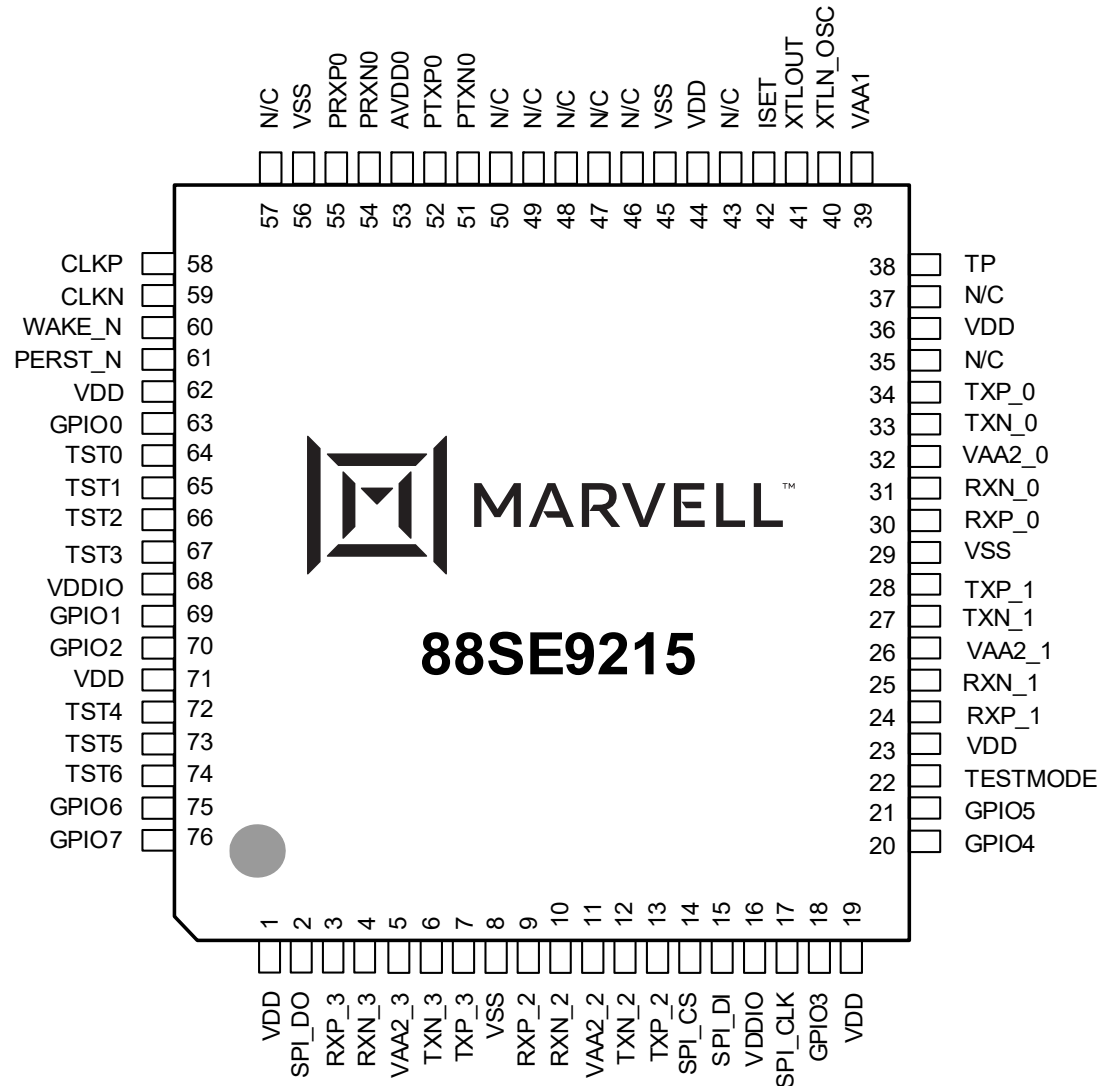 N/C
VSS
PRXP0
PRXN0
AVDD0
PTXP0
PTXN0
N/C
N/C
N/C
N/C
N/C
VSS
VDD
N/C
ISET
XTLOUT
XTLN_OSC
VAA1
57 56 55 54 53 52 51 50 49 48 47 46 45 44 43 42 41 40 39
CLKP 58
CLKN 59
WAKE_N 60
PERST_N 61
VDD 62
GPIO0 63
TST0 64
TST1 65
TST2 66
TST3 67
VDDIO 68
GPIO1 69
GPIO2 70
VDD 71
TST4 72
TST5 73
TST6 74
GPIO6 75
GPIO7 76
MARVELL™
88SE9215
38 TP
37 N/C
36 VDD
35 N/C
34 TXP_0
33 TXN_0
32 VAA2_0
31 RXN_0
30 RXP_0
29 VSS
28 TXP_1
27 TXN_1
26 VAA2_1
25 RXN_1
24 RXP_1
23 VDD
22 TESTMODE
21 GPIO5
20 GPIO4
1 2 3 4 5 6 7 8 9 10 11 12 13 14 15 16 17 18 19
VDD
SPI_DO
RXP_3
RXN_3
VAA2_3
TXN_3
TXP_3
VSS
RXP_2
RXN_2
VAA2_2
TXN_2
TXP_2
SPI_CS
SPI_DI
VDDIO
SPI_CLK
GPIO3
VDD